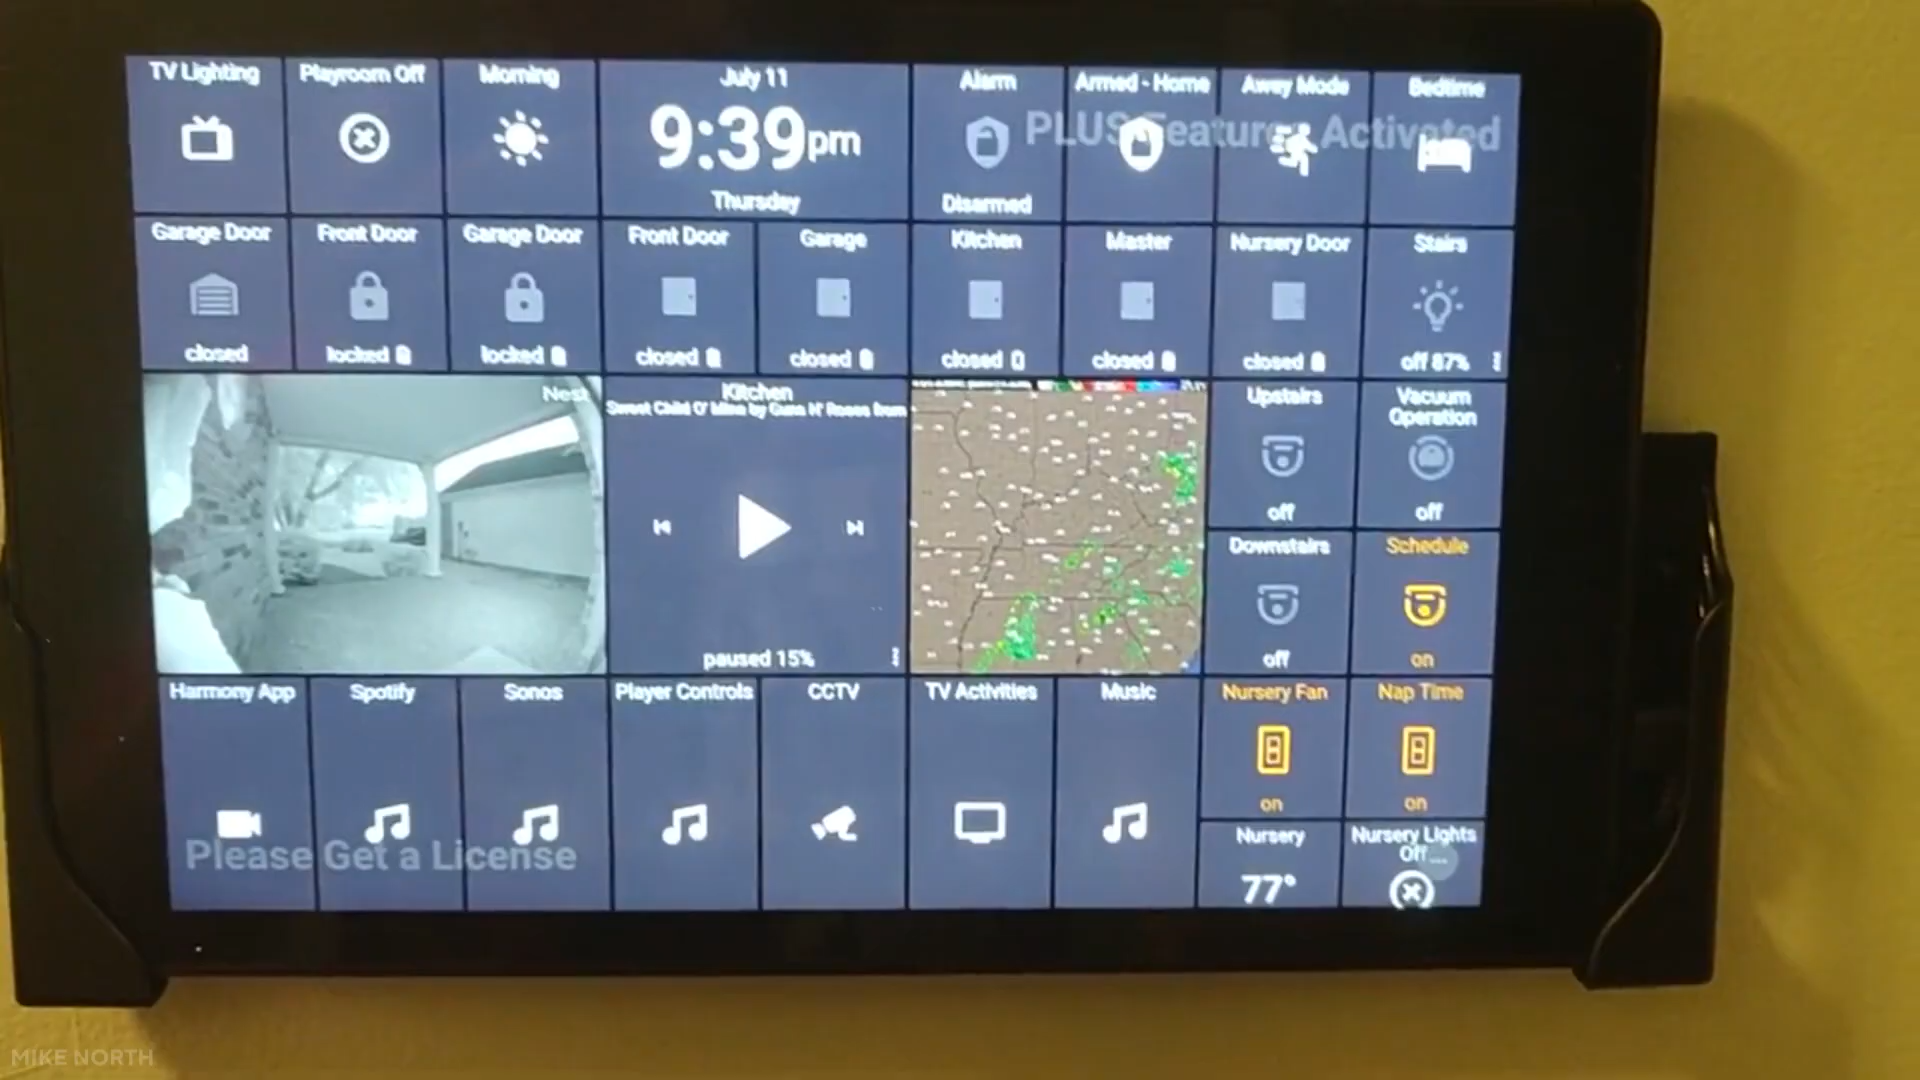 TV Lighting
Playroom Off
Morning
July 11
9:39pm
Thursday
Alarm
Disarmed
Armed - Home
Away Mode
Bedtime
PLUS Features Activated
Garage Door
closed
Front Door
locked
Garage Door
locked
Front Door
closed
Garage
closed
Kitchen
closed
Master
closed
Nursery Door
closed
Stairs
off 87%
Nest
Kitchen
Sweet Child O' Mine by Guns N' Roses from
paused 15%
Upstairs
off
Vacuum
Operation
off
Downstairs
off
Schedule
on
Harmony App
Spotify
Sonos
Player Controls
CCTV
TV Activities
Music
Nursery Fan
on
Nap Time
on
Nursery
77°
Nursery Lights
Off ...
Please Get a License
MIKE NORTH